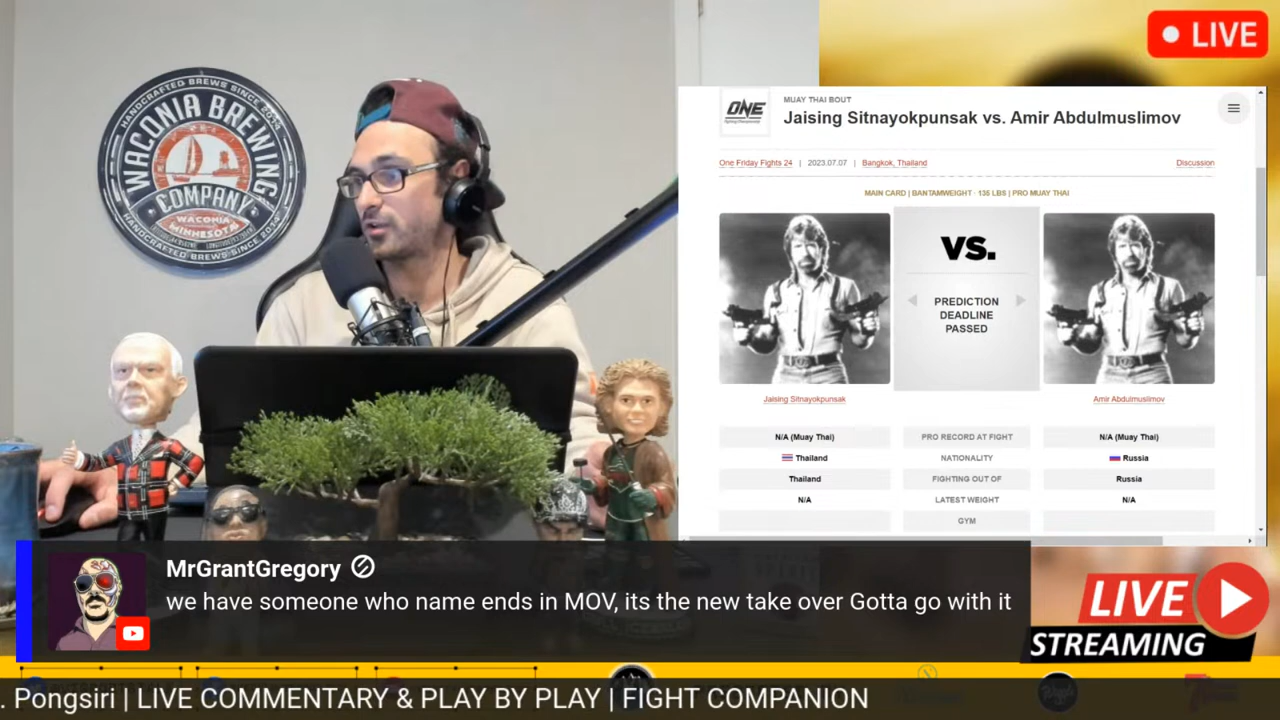 HANDCRAFTED BREWS SINCE 2014
WACONIA BREWING
COMPANY
WACONIA
MINNESOTA
HANDCRAFTED BREWS SINCE 2014
LIVE
ONE
MUAY THAI BOUT
Jaising Sitnayokpunsak vs. Amir Abdulmuslimov
One Friday Fights 24 | 2023.07.07 | Bangkok, Thailand
Discussion
MAIN CARD | BANTAMWEIGHT · 135 LBS | PRO MUAY THAI
VS.
PREDICTION
DEADLINE
PASSED
Jaising Sitnayokpunsak
Amir Abdulmuslimov
N/A (Muay Thai) PRO RECORD AT FIGHT N/A (Muay Thai)
Thailand NATIONALITY Russia
Thailand FIGHTING OUT OF Russia
N/A LATEST WEIGHT N/A
GYM
MrGrantGregory
we have someone who name ends in MOV, its the new take over Gotta go with it
LIVE
STREAMING
. Pongsiri | LIVE COMMENTARY & PLAY BY PLAY | FIGHT COMPANION